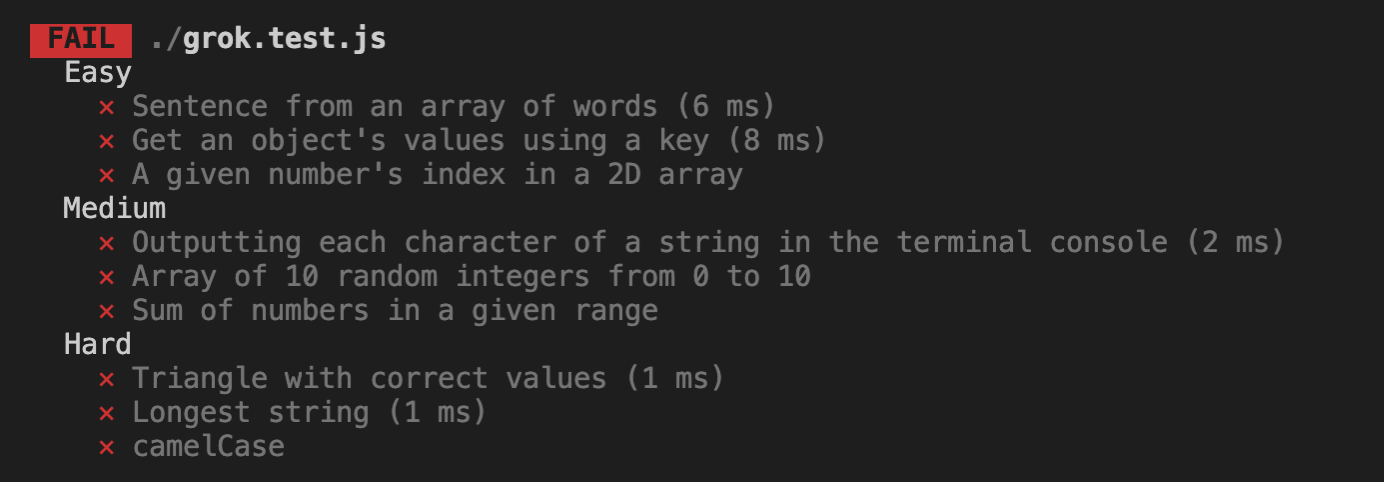 FAIL ./grok.test.js
Easy
× Sentence from an array of words (6 ms)
× Get an object's values using a key (8 ms)
× A given number's index in a 2D array
Medium
× Outputting each character of a string in the terminal console (2 ms)
× Array of 10 random integers from 0 to 10
× Sum of numbers in a given range
Hard
× Triangle with correct values (1 ms)
× Longest string (1 ms)
× camelCase